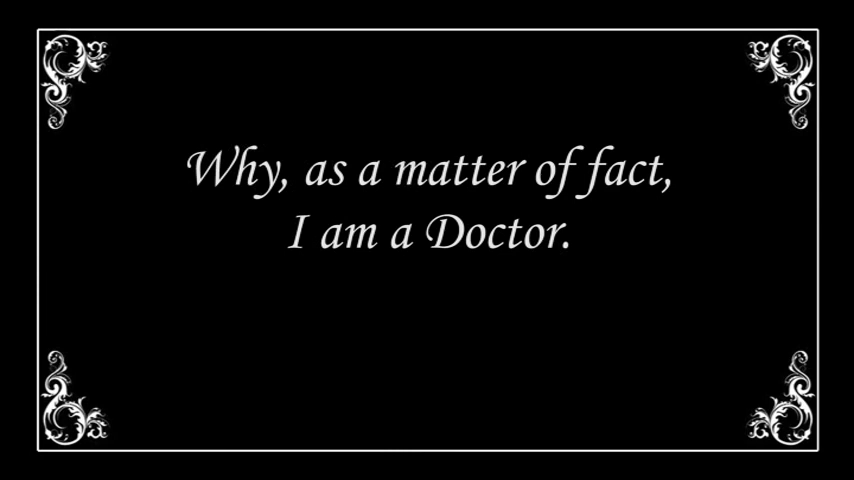 Why, as a matter of fact,
I am a Doctor.